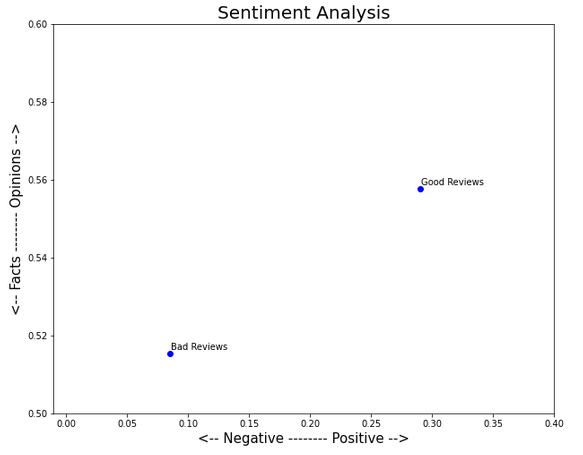 Sentiment Analysis
0.60
0.58
0.56
0.54
0.52
0.50
<-- Facts -------- Opinions -->
Good Reviews
Bad Reviews
0.00 0.05 0.10 0.15 0.20 0.25 0.30 0.35 0.40
<-- Negative -------- Positive -->